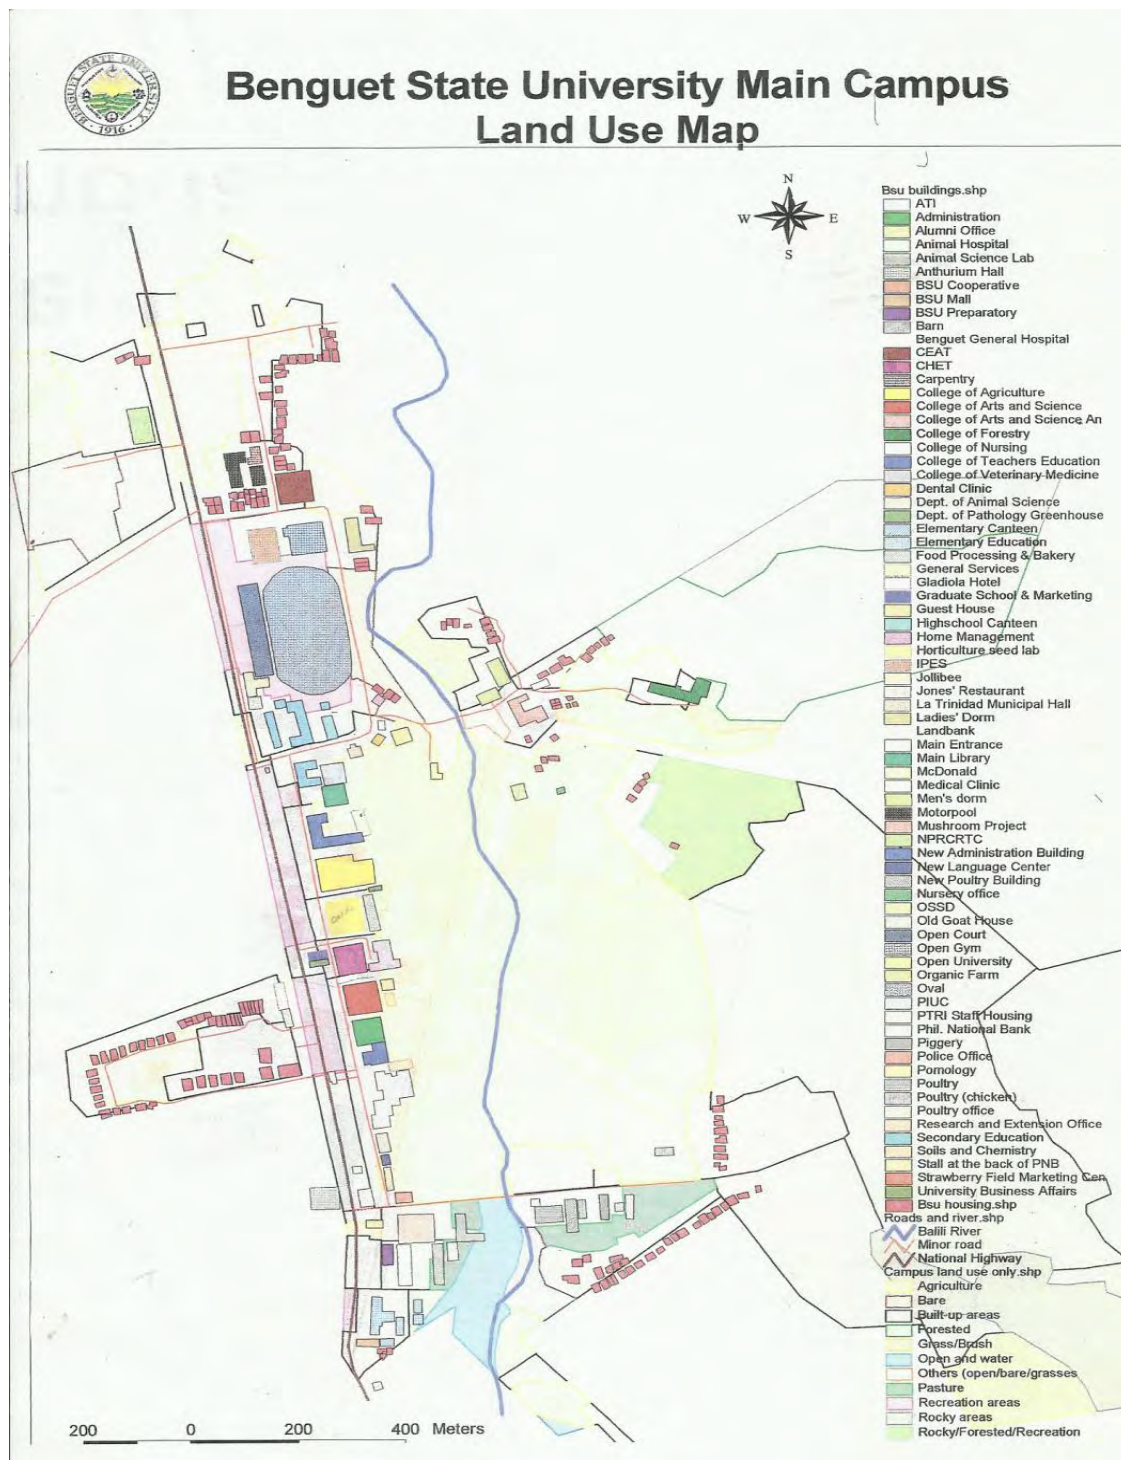 BENGUET STATE UNIVERSITY
1916
Benguet State University Main Campus
Land Use Map
N
W E
S
Bsu buildings.shp
ATI
Administration
Alumni Office
Animal Hospital
Animal Science Lab
Anthurium Hall
BSU Cooperative
BSU Mall
BSU Preparatory
Barn
Benguet General Hospital
CEAT
CHET
Carpentry
College of Agriculture
College of Arts and Science
College of Arts and Science An
College of Forestry
College of Nursing
College of Teachers Education
College of Veterinary Medicine
Dental Clinic
Dept. of Animal Science
Dept. of Pathology Greenhouse
Elementary Canteen
Elementary Education
Food Processing & Bakery
General Services
Gladiola Hotel
Graduate School & Marketing
Guest House
Highschool Canteen
Home Management
Horticulture seed lab
IPES
Jollibee
Jones' Restaurant
La Trinidad Municipal Hall
Ladies' Dorm
Landbank
Main Entrance
Main Library
McDonald
Medical Clinic
Men's dorm
Motorpool
Mushroom Project
NPRCRTC
New Administration Building
New Language Center
New Poultry Building
Nursery office
OSSD
Old Goat House
Open Court
Open Gym
Open University
Organic Farm
Oval
PIUC
PTRI Staff Housing
Phil. National Bank
Piggery
Police Office
Pomology
Poultry
Poultry (chicken)
Poultry office
Research and Extension Office
Secondary Education
Soils and Chemistry
Stall at the back of PNB
Strawberry Field Marketing Cen
University Business Affairs
Bsu housing.shp
Roads and river.shp
Balili River
Minor road
National Highway
Campus land use only.shp
Agriculture
Bare
Built-up areas
Forested
Grass/Brush
Open and water
Others (open/bare/grasses
Pasture
Recreation areas
Rocky areas
Rocky/Forested/Recreation
200 0 200 400 Meters